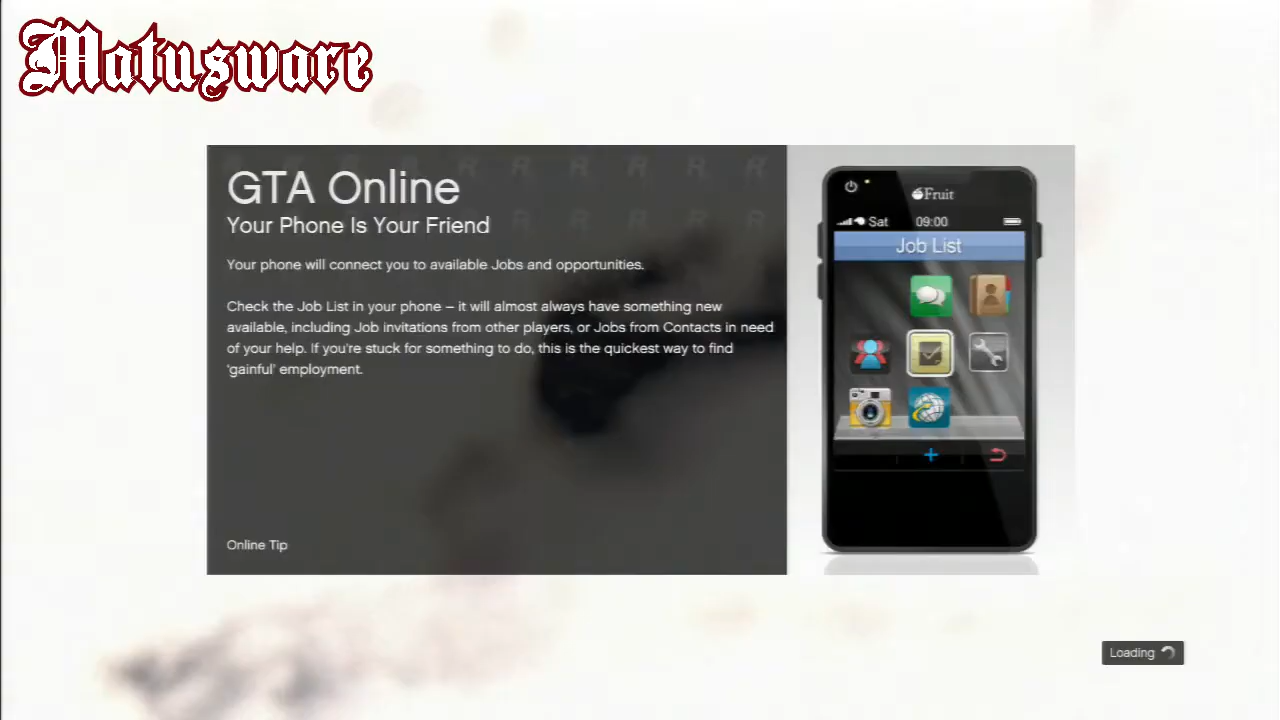 Matusware
GTA Online
Your Phone Is Your Friend
Your phone will connect you to available Jobs and opportunities.
Check the Job List in your phone – it will almost always have something new
available, including Job invitations from other players, or Jobs from Contacts in need
of your help. If you're stuck for something to do, this is the quickest way to find
‘gainful’ employment.
Online Tip
Fruit
Sat 09:00
Job List
Loading